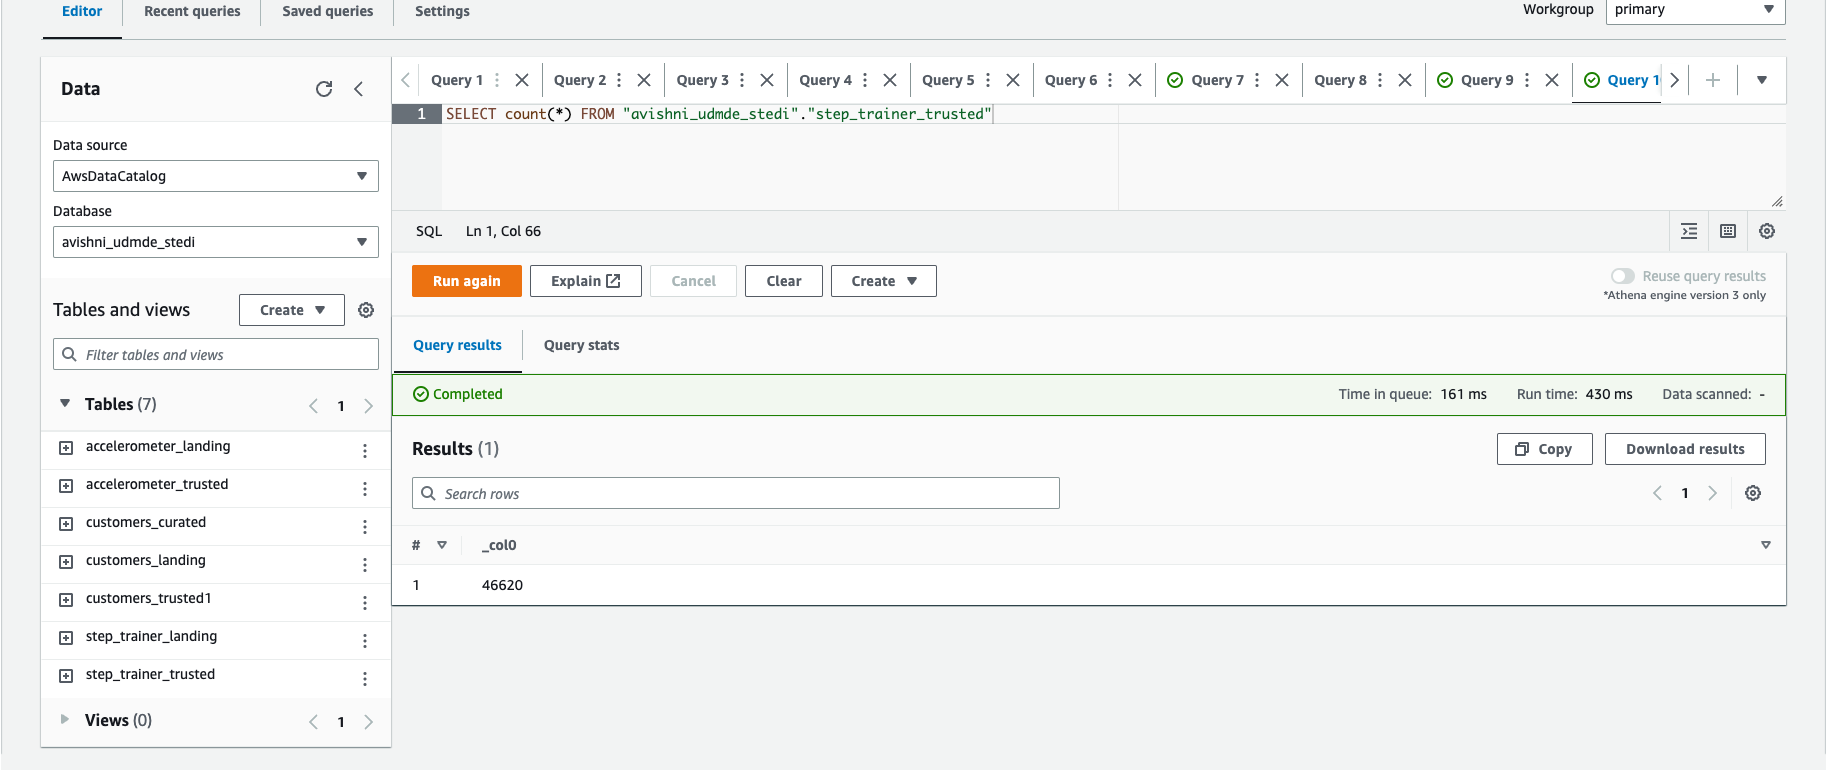 Editor Recent queries Saved queries Settings Workgroup primary
Data
Data source
AwsDataCatalog
Database
avishni_udmde_stedi
Tables and views Create
Filter tables and views
Tables (7) 1
accelerometer_landing
accelerometer_trusted
customers_curated
customers_landing
customers_trusted1
step_trainer_landing
step_trainer_trusted
Views (0) 1
Query 1 Query 2 Query 3 Query 4 Query 5 Query 6 Query 7 Query 8 Query 9 Query 1
1 SELECT count(*) FROM "avishni_udmde_stedi"."step_trainer_trusted"
SQL Ln 1, Col 66
Run again Explain Cancel Clear Create Reuse query results
*Athena engine version 3 only
Query results Query stats
Completed Time in queue: 161 ms Run time: 430 ms Data scanned: -
Results (1) Copy Download results
Search rows 1
# _col0
1 46620